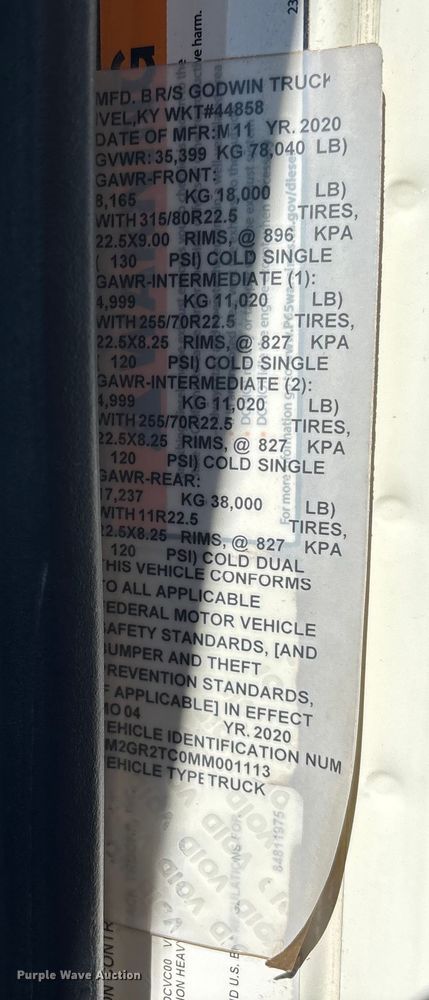 MFD. B R/S GODWIN TRUCK
VEL,KY WKT#44858
DATE OF MFR:M 11 YR. 2020
GVWR: 35,399 KG 78,040 LB)
GAWR-FRONT:
8,165 KG 18,000 LB)
WITH 315/80R22.5 TIRES,
22.5X9.00 RIMS, @ 896 KPA
( 130 PSI) COLD SINGLE
GAWR-INTERMEDIATE (1):
4,999 KG 11,020 LB)
WITH 255/70R22.5 TIRES,
22.5X8.25 RIMS, @ 827 KPA
120 PSI) COLD SINGLE
GAWR-INTERMEDIATE (2):
4,999 KG 11,020 LB)
WITH 255/70R22.5 TIRES,
22.5X8.25 RIMS, @ 827 KPA
120 PSI) COLD SINGLE
GAWR-REAR:
17,237 KG 38,000 LB)
WITH 11R22.5 TIRES,
22.5X8.25 RIMS, @ 827 KPA
120 PSI) COLD DUAL
THIS VEHICLE CONFORMS
TO ALL APPLICABLE
FEDERAL MOTOR VEHICLE
SAFETY STANDARDS, [AND
BUMPER AND THEFT
PREVENTION STANDARDS,
IF APPLICABLE] IN EFFECT
MO 04 YR. 2020
VEHICLE IDENTIFICATION NUM
M2GR2TC0MM001113
VEHICLE TYPE TRUCK
84811975
VOID VOID VOID
Purple Wave Auction